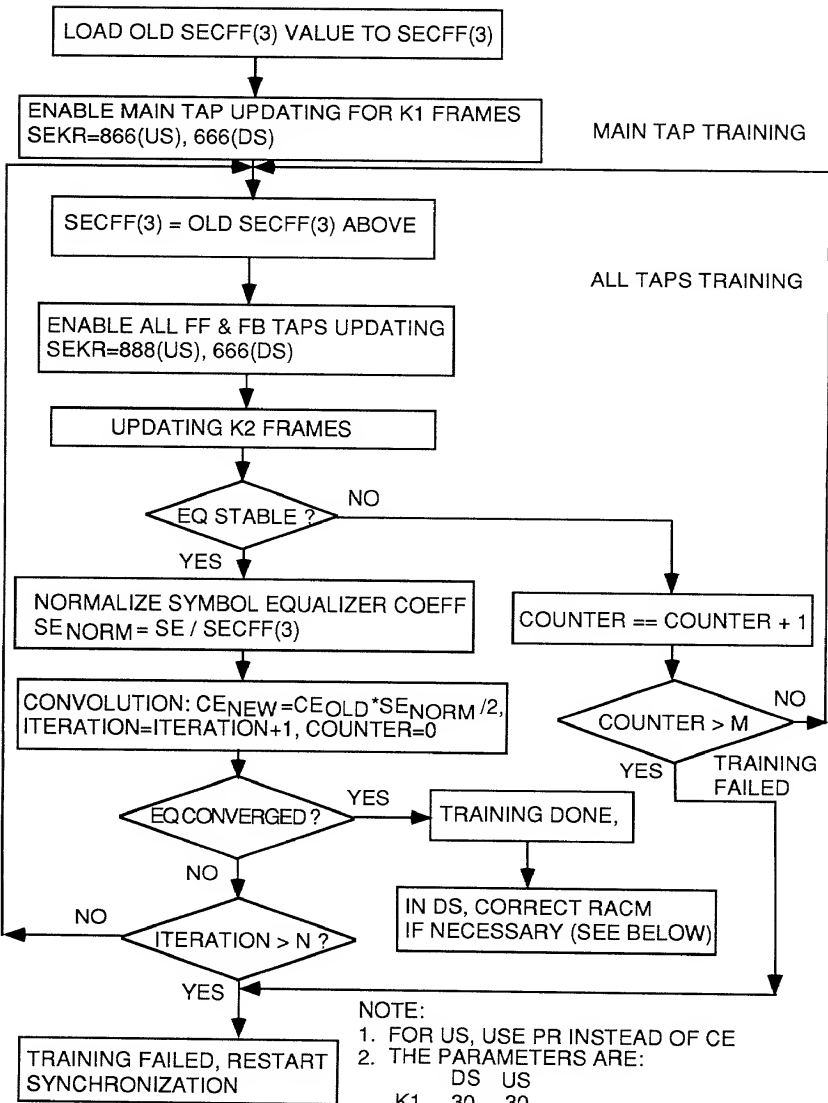 LOAD OLD SECFF(3) VALUE TO SECFF(3)
ENABLE MAIN TAP UPDATING FOR K1 FRAMES
SEKR=866(US), 666(DS)
MAIN TAP TRAINING
SECFF(3) = OLD SECFF(3) ABOVE
ALL TAPS TRAINING
ENABLE ALL FF & FB TAPS UPDATING
SEKR=888(US), 666(DS)
UPDATING K2 FRAMES
EQ STABLE ?
NO
YES
NORMALIZE SYMBOL EQUALIZER COEFF
SE NORM = SE / SECFF(3)
COUNTER == COUNTER + 1
CONVOLUTION: CENEW=CEOLD*SENORM/2,
ITERATION=ITERATION+1, COUNTER=0
COUNTER > M
NO
YES
TRAINING
FAILED
EQ CONVERGED ?
YES
TRAINING DONE,
NO
IN DS, CORRECT RACM
IF NECESSARY (SEE BELOW)
ITERATION > N ?
NO
YES
TRAINING FAILED, RESTART
SYNCHRONIZATION
NOTE:
1. FOR US, USE PR INSTEAD OF CE
2. THE PARAMETERS ARE:
DS US
K1 30 30